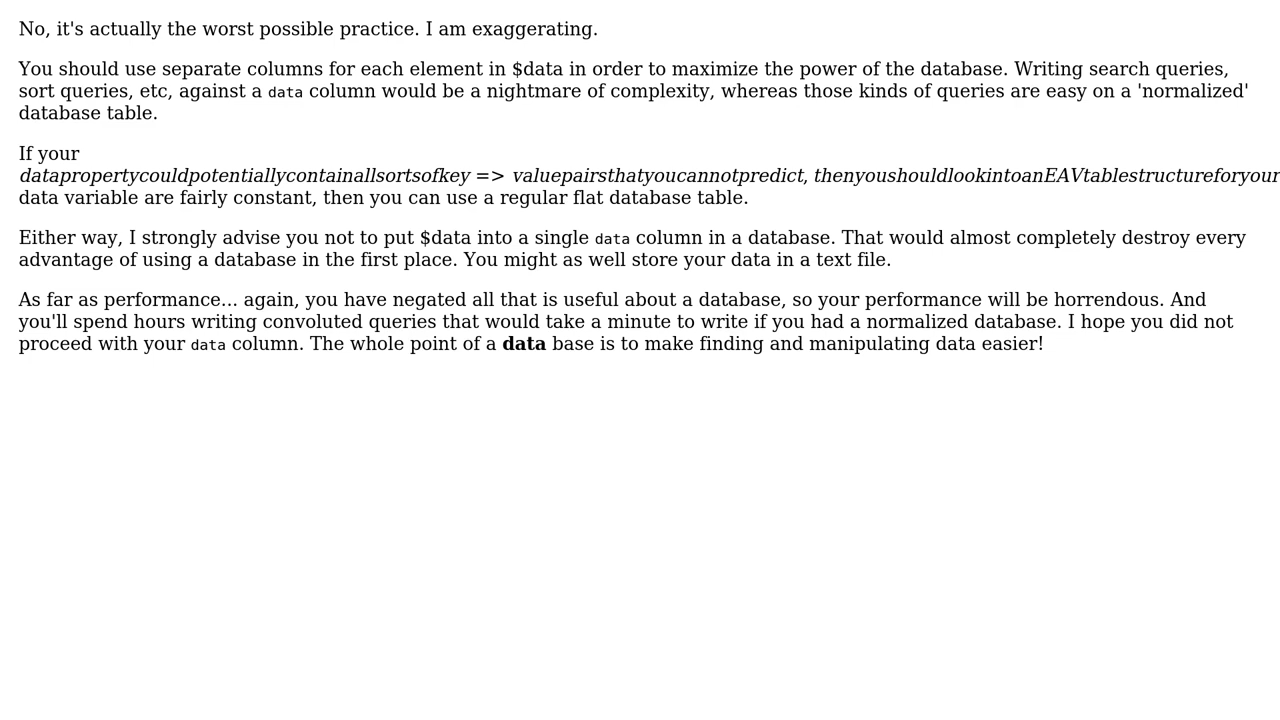 No, it's actually the worst possible practice. I am exaggerating.
You should use separate columns for each element in $data in order to maximize the power of the database. Writing search queries,
sort queries, etc, against a data column would be a nightmare of complexity, whereas those kinds of queries are easy on a 'normalized'
database table.
If your
datapropertycouldpotentiallycontainallsortsofkey => valuepairsthatyoucannotpredict, thenyoushouldlookintoanEAVtablestructureforyour
data variable are fairly constant, then you can use a regular flat database table.
Either way, I strongly advise you not to put $data into a single data column in a database. That would almost completely destroy every
advantage of using a database in the first place. You might as well store your data in a text file.
As far as performance... again, you have negated all that is useful about a database, so your performance will be horrendous. And
you'll spend hours writing convoluted queries that would take a minute to write if you had a normalized database. I hope you did not
proceed with your data column. The whole point of a data base is to make finding and manipulating data easier!